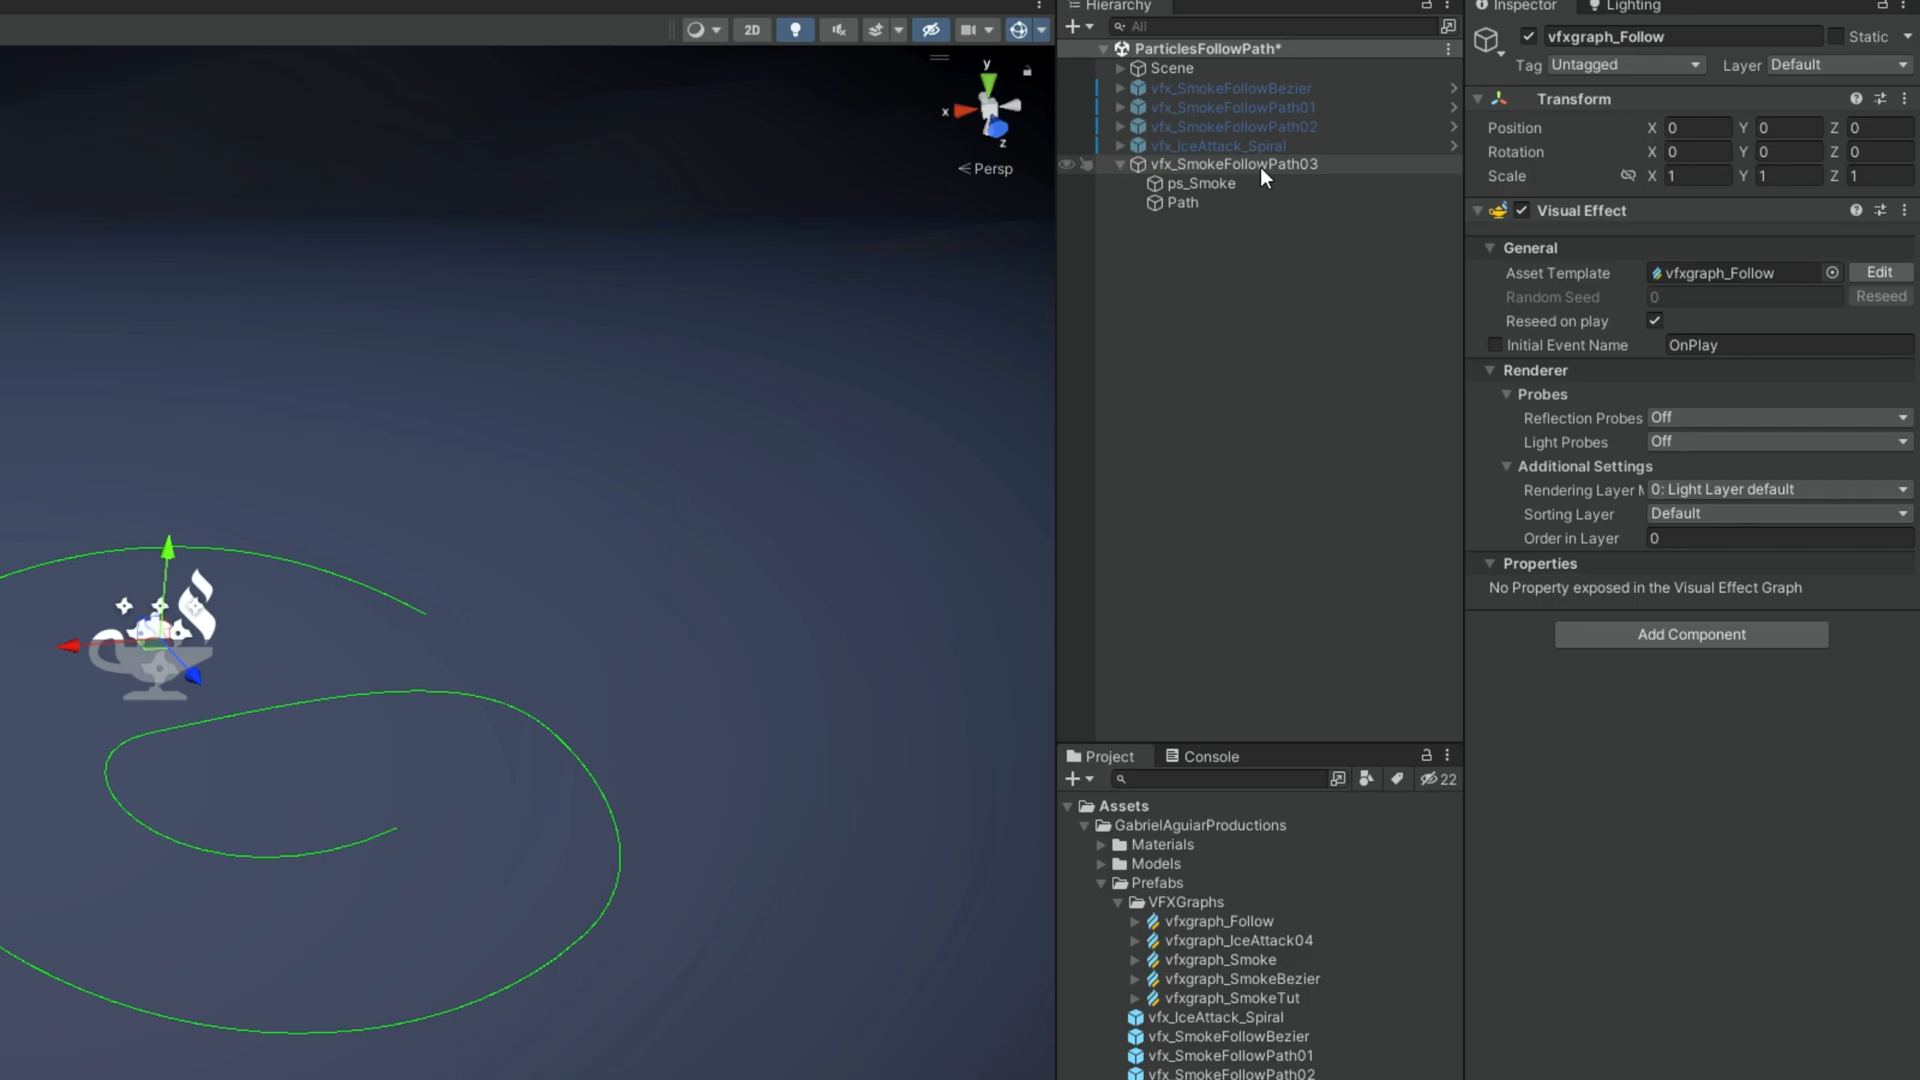 2D
y
x
z
Persp
Hierarchy
All
ParticlesFollowPath*
Scene
vfx_SmokeFollowBezier
vfx_SmokeFollowPath01
vfx_SmokeFollowPath02
vfx_IceAttack_Spiral
vfx_SmokeFollowPath03
ps_Smoke
Path
Project
Console
22
Assets
GabrielAguiarProductions
Materials
Models
Prefabs
VFXGraphs
vfxgraph_Follow
vfxgraph_IceAttack04
vfxgraph_Smoke
vfxgraph_SmokeBezier
vfxgraph_SmokeTut
vfx_IceAttack_Spiral
vfx_SmokeFollowBezier
vfx_SmokeFollowPath01
vfx_SmokeFollowPath02
Inspector Lighting
vfxgraph_Follow Static
Tag Untagged Layer Default
Transform
Position X 0 Y 0 Z 0
Rotation X 0 Y 0 Z 0
Scale X 1 Y 1 Z 1
Visual Effect
General
Asset Template vfxgraph_Follow Edit
Random Seed 0 Reseed
Reseed on play
Initial Event Name OnPlay
Renderer
Probes
Reflection Probes Off
Light Probes Off
Additional Settings
Rendering Layer M 0: Light Layer default
Sorting Layer Default
Order in Layer 0
Properties
No Property exposed in the Visual Effect Graph
Add Component